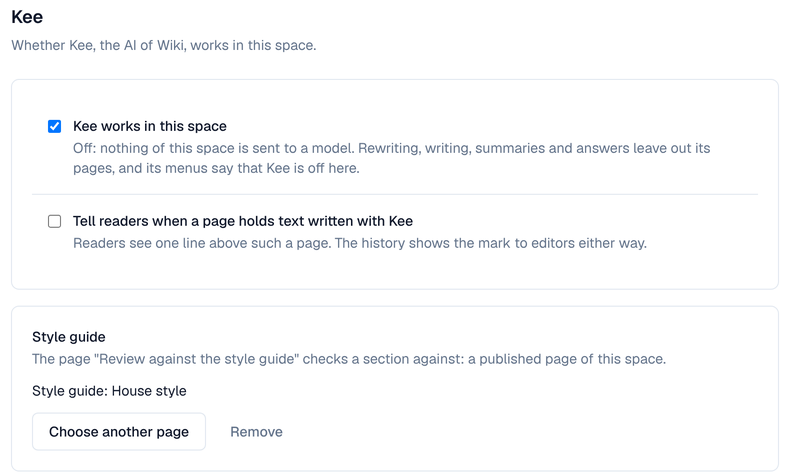 Kee
Whether Kee, the AI of Wiki, works in this space.
Kee works in this space
Off: nothing of this space is sent to a model. Rewriting, writing, summaries and answers leave out its
pages, and its menus say that Kee is off here.
Tell readers when a page holds text written with Kee
Readers see one line above such a page. The history shows the mark to editors either way.
Style guide
The page "Review against the style guide" checks a section against: a published page of this space.
Style guide: House style
Choose another page Remove